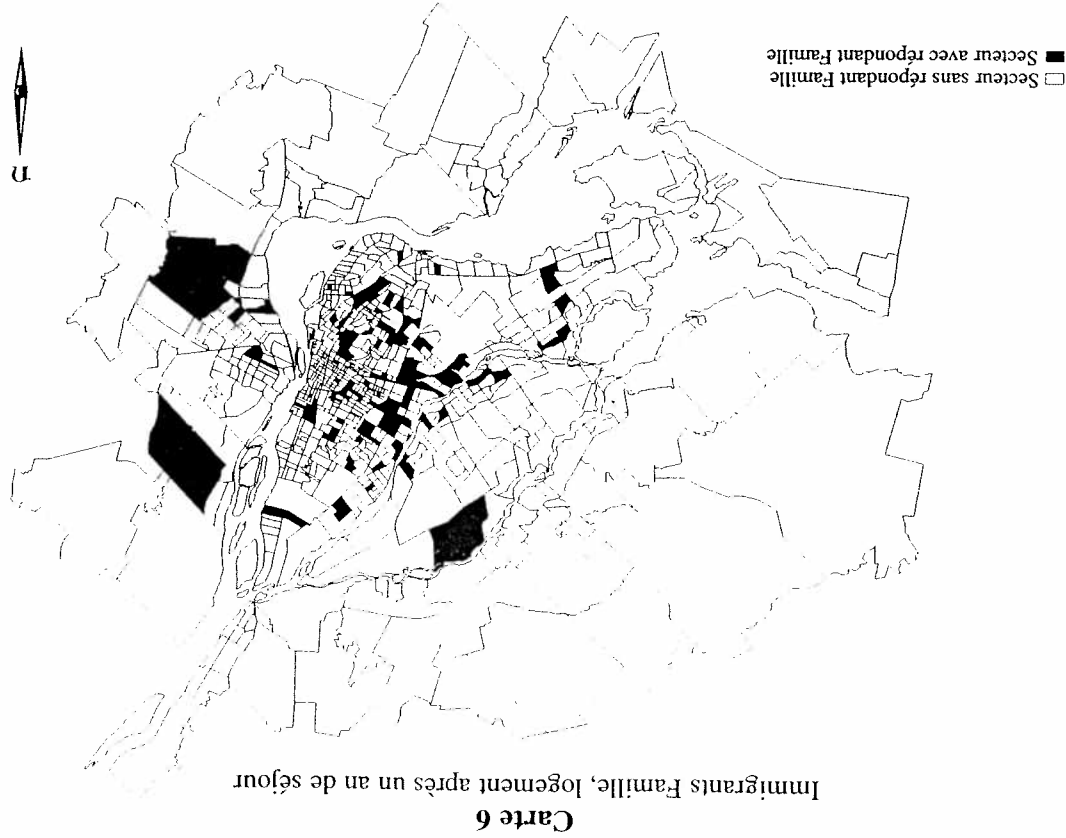 Carte 6
Immigrants Famille, logement après un an de séjour
Secteur sans répondant Famille
Secteur avec répondant Famille
n